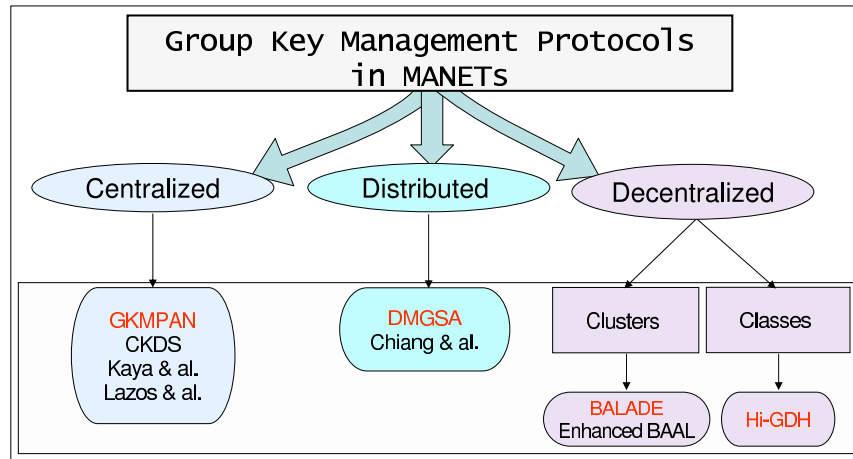 Group Key Management Protocols
in MANETs
Centralized
Distributed
Decentralized
GKMPAN
CKDS
Kaya & al.
Lazos & al.
DMGSA
Chiang & al.
Clusters
Classes
BALADE
Enhanced BAAL
Hi-GDH